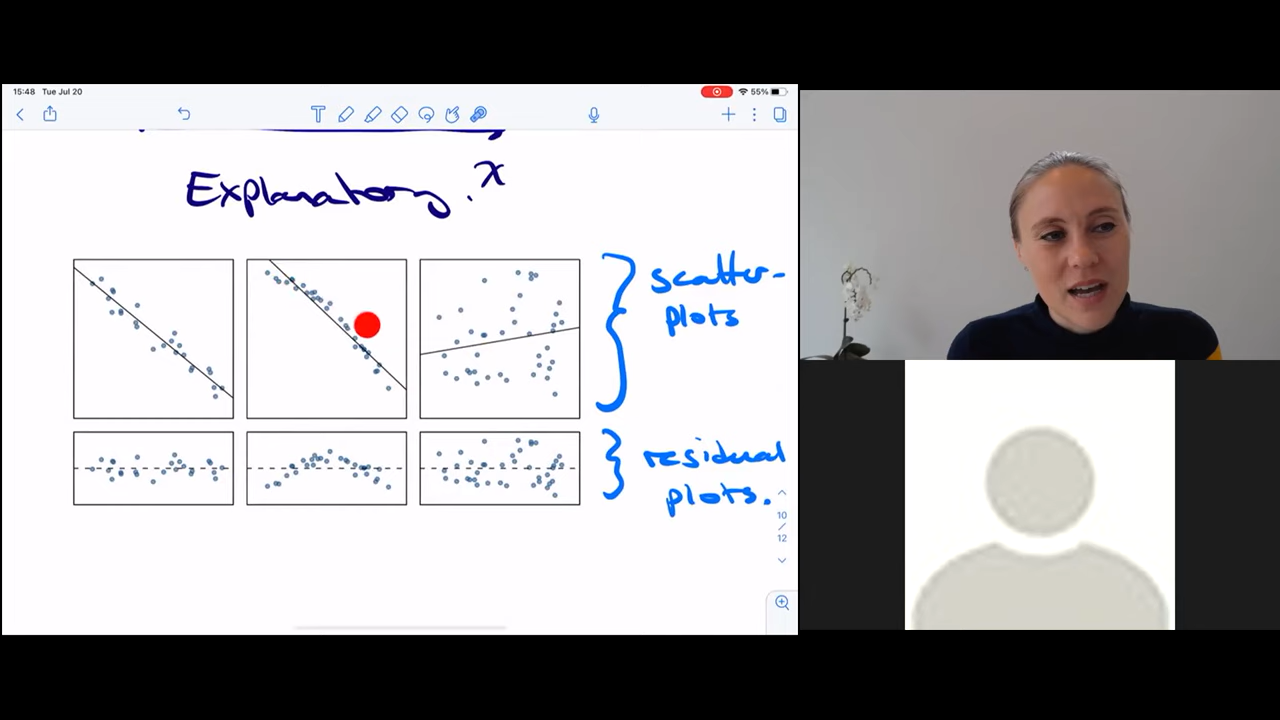 15:48 Tue Jul 20
55%
T
Explanatory. x
scatter-
plots
residual
plots.
10
/
12